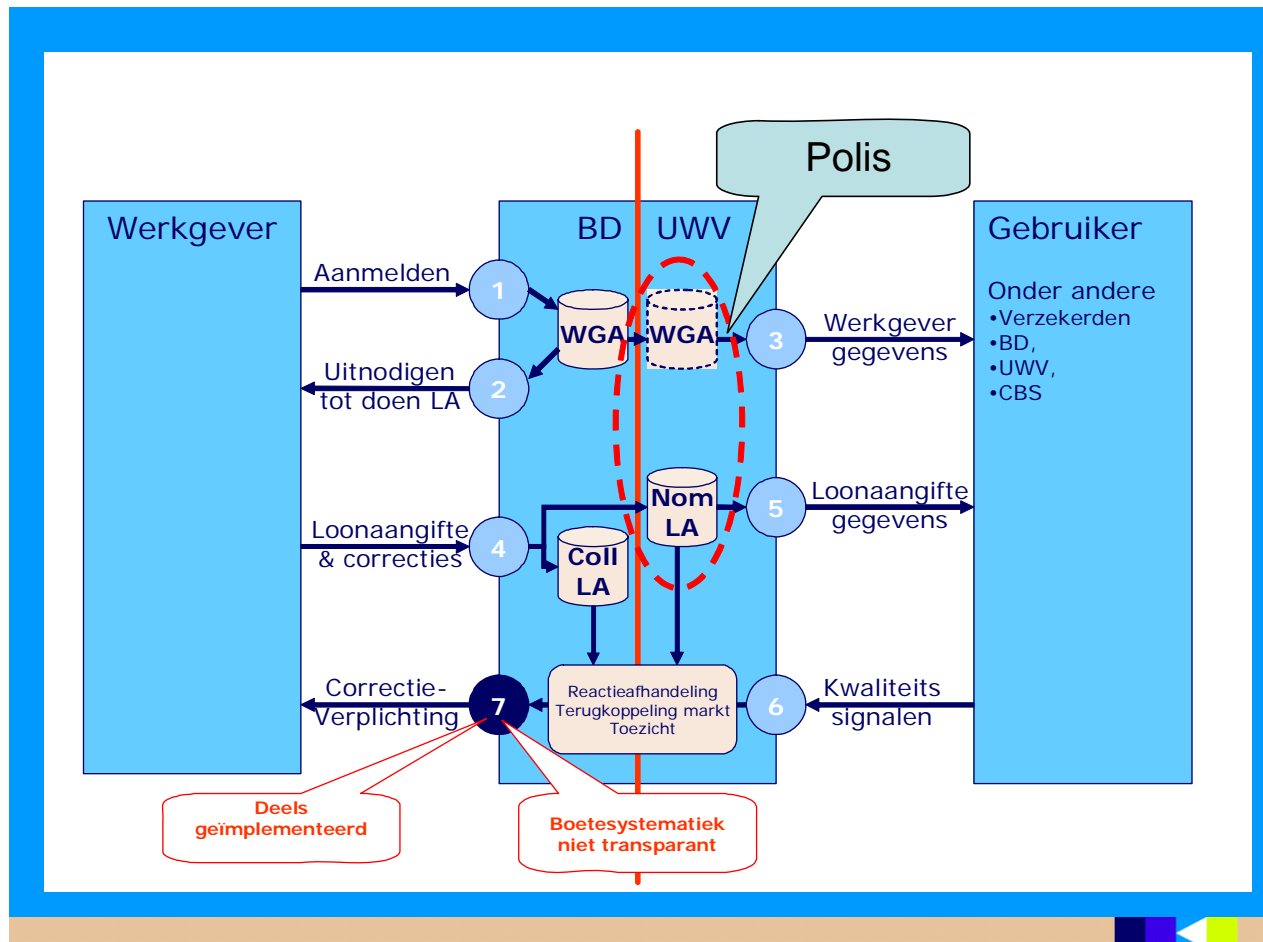 Polis
Werkgever
BD
UWV
Gebruiker
Aanmelden
1
WGA
WGA
3
Werkgever
gegevens
Onder andere
•Verzekerden
•BD,
•UWV,
•CBS
Uitnodigen
tot doen LA
2
Loonaangifte
& correcties
4
Coll
LA
Nom
LA
5
Loonaangifte
gegevens
Correctie-
Verplichting
7
Reactieafhandeling
Terugkoppeling markt
Toezicht
6
Kwaliteits
signalen
Deels
geïmplementeerd
Boetesystematiek
niet transparant